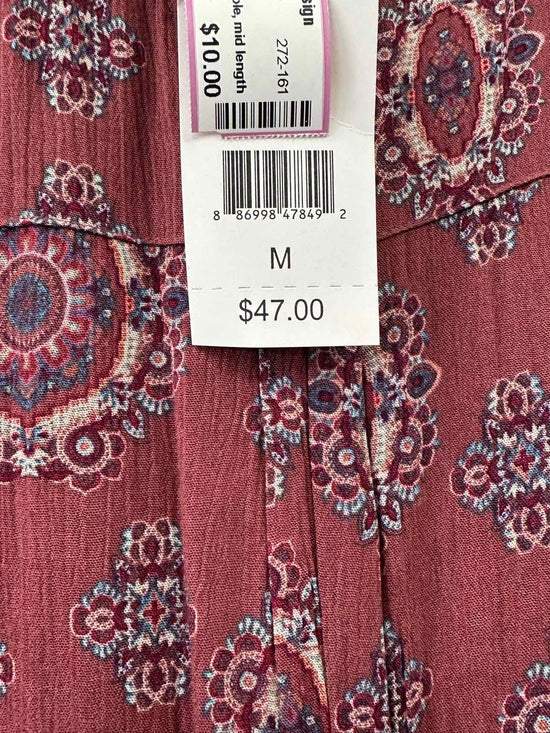 sign
272-161
ple, mid length
$10.00
8 86998 47849 2
M
$47.00